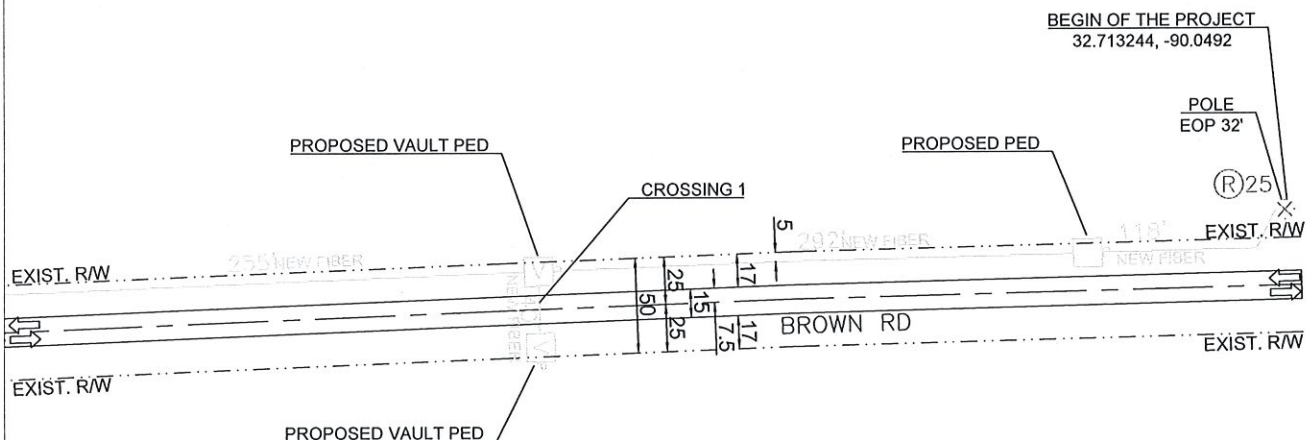 BEGIN OF THE PROJECT
32.713244, -90.0492
POLE
EOP 32'
PROPOSED VAULT PED
PROPOSED PED
CROSSING 1
R 25
5
292' NEW FIBER
118'
NEW FIBER
EXIST. R/W
EXIST. R/W
255' NEW FIBER
V
25
17
50
15
NEW FIBER
25
7.5
17
BROWN RD
V
EXIST. R/W
EXIST. R/W
PROPOSED VAULT PED